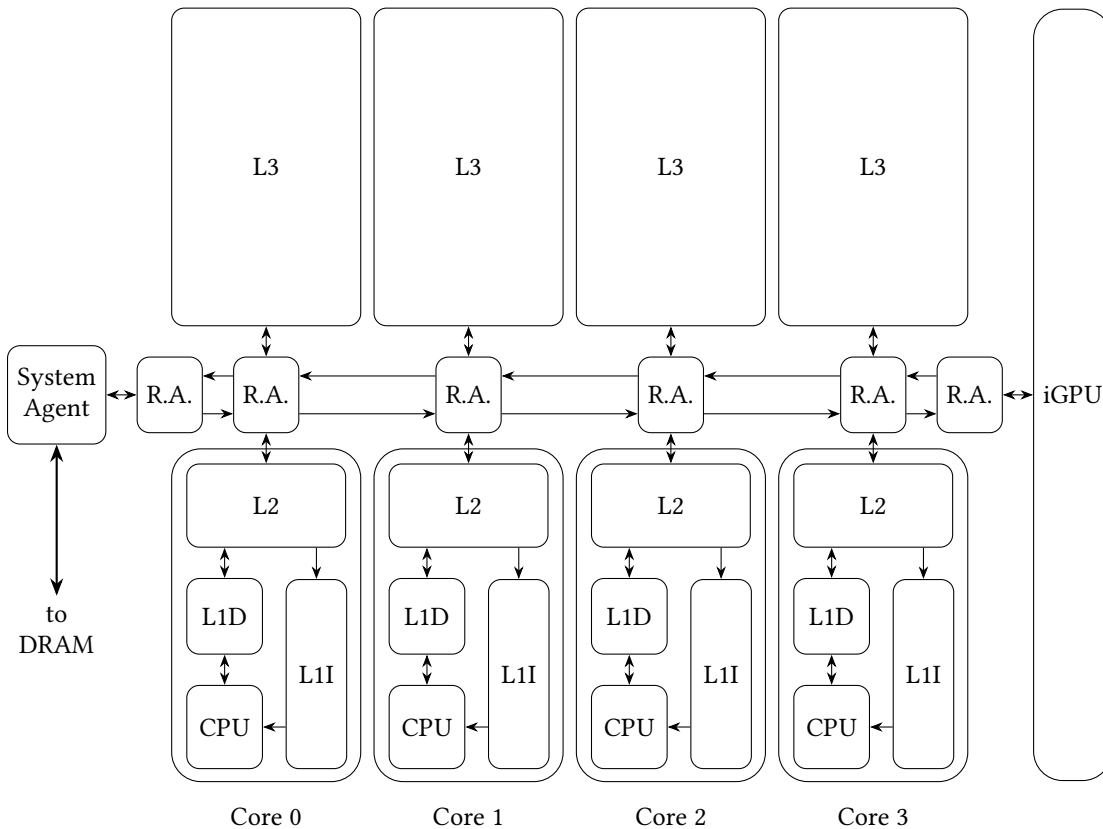 L3
L3
L3
L3
System
Agent
R.A.
R.A.
R.A.
R.A.
R.A.
R.A.
iGPU
L2
L2
L2
L2
to
DRAM
L1D
L1I
L1D
L1I
L1D
L1I
L1D
L1I
CPU
CPU
CPU
CPU
Core 0
Core 1
Core 2
Core 3